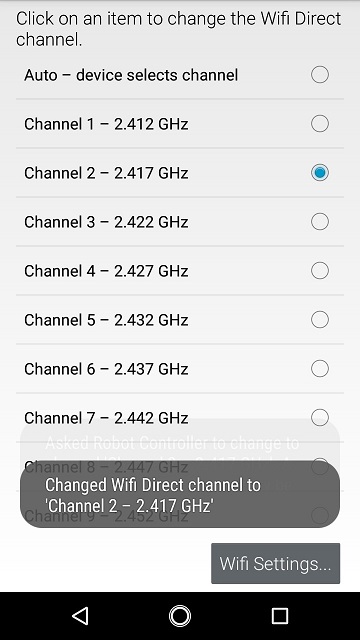 Click on an item to change the Wifi Direct
channel.
Auto – device selects channel
Channel 1 – 2.412 GHz
Channel 2 – 2.417 GHz
Channel 3 – 2.422 GHz
Channel 4 – 2.427 GHz
Channel 5 – 2.432 GHz
Channel 6 – 2.437 GHz
Channel 7 – 2.442 GHz
Asked Robot Controller to change to
Channel 8 – 2.447 GHz
Changed Wifi Direct channel to
'Channel 2 – 2.417 GHz'
Channel 9 – 2.452 GHz
Wifi Settings...